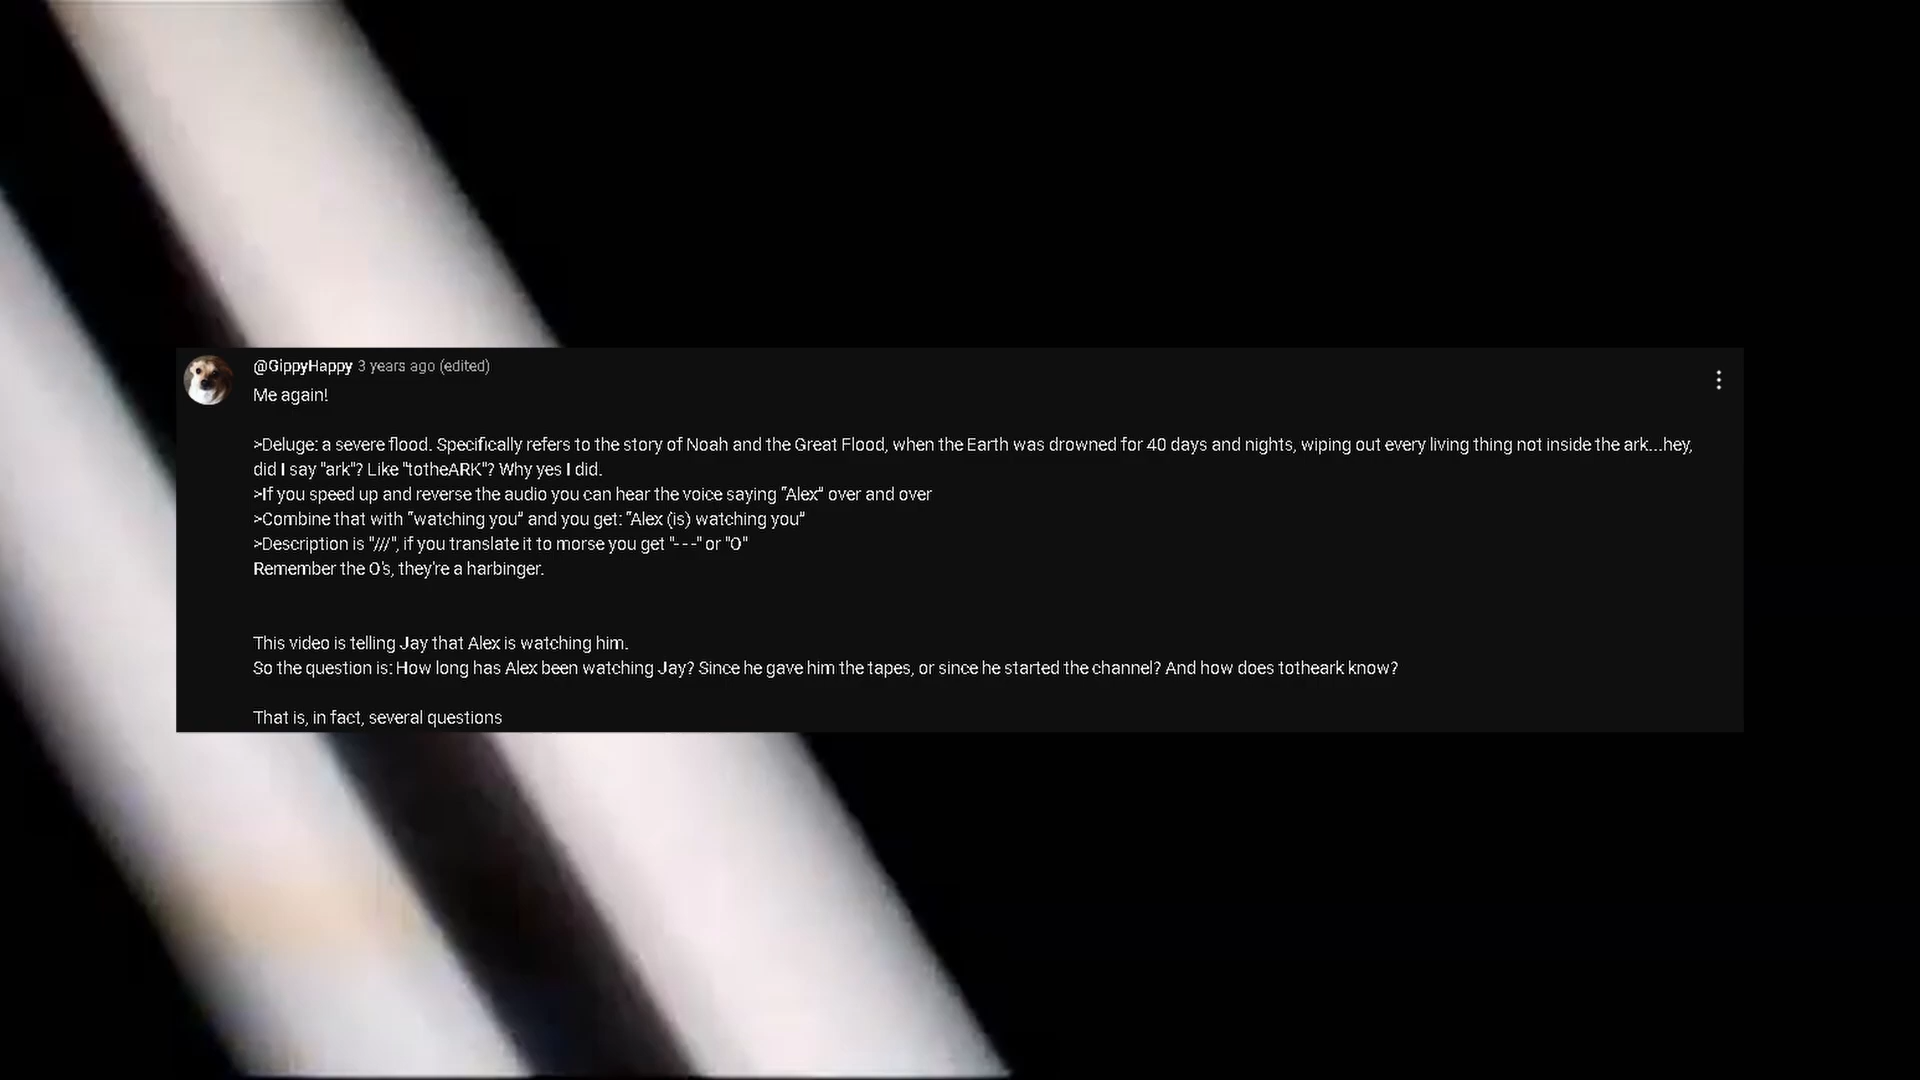 @GippyHappy 3 years ago (edited)
Me again!
>Deluge: a severe flood. Specifically refers to the story of Noah and the Great Flood, when the Earth was drowned for 40 days and nights, wiping out every living thing not inside the ark...hey,
did I say "ark"? Like "totheARK"? Why yes I did.
>If you speed up and reverse the audio you can hear the voice saying "Alex" over and over
>Combine that with "watching you" and you get: "Alex (is) watching you"
>Description is "///", if you translate it to morse you get "---" or "O"
Remember the O's, they're a harbinger.
This video is telling Jay that Alex is watching him.
So the question is: How long has Alex been watching Jay? Since he gave him the tapes, or since he started the channel? And how does totheark know?
That is, in fact, several questions